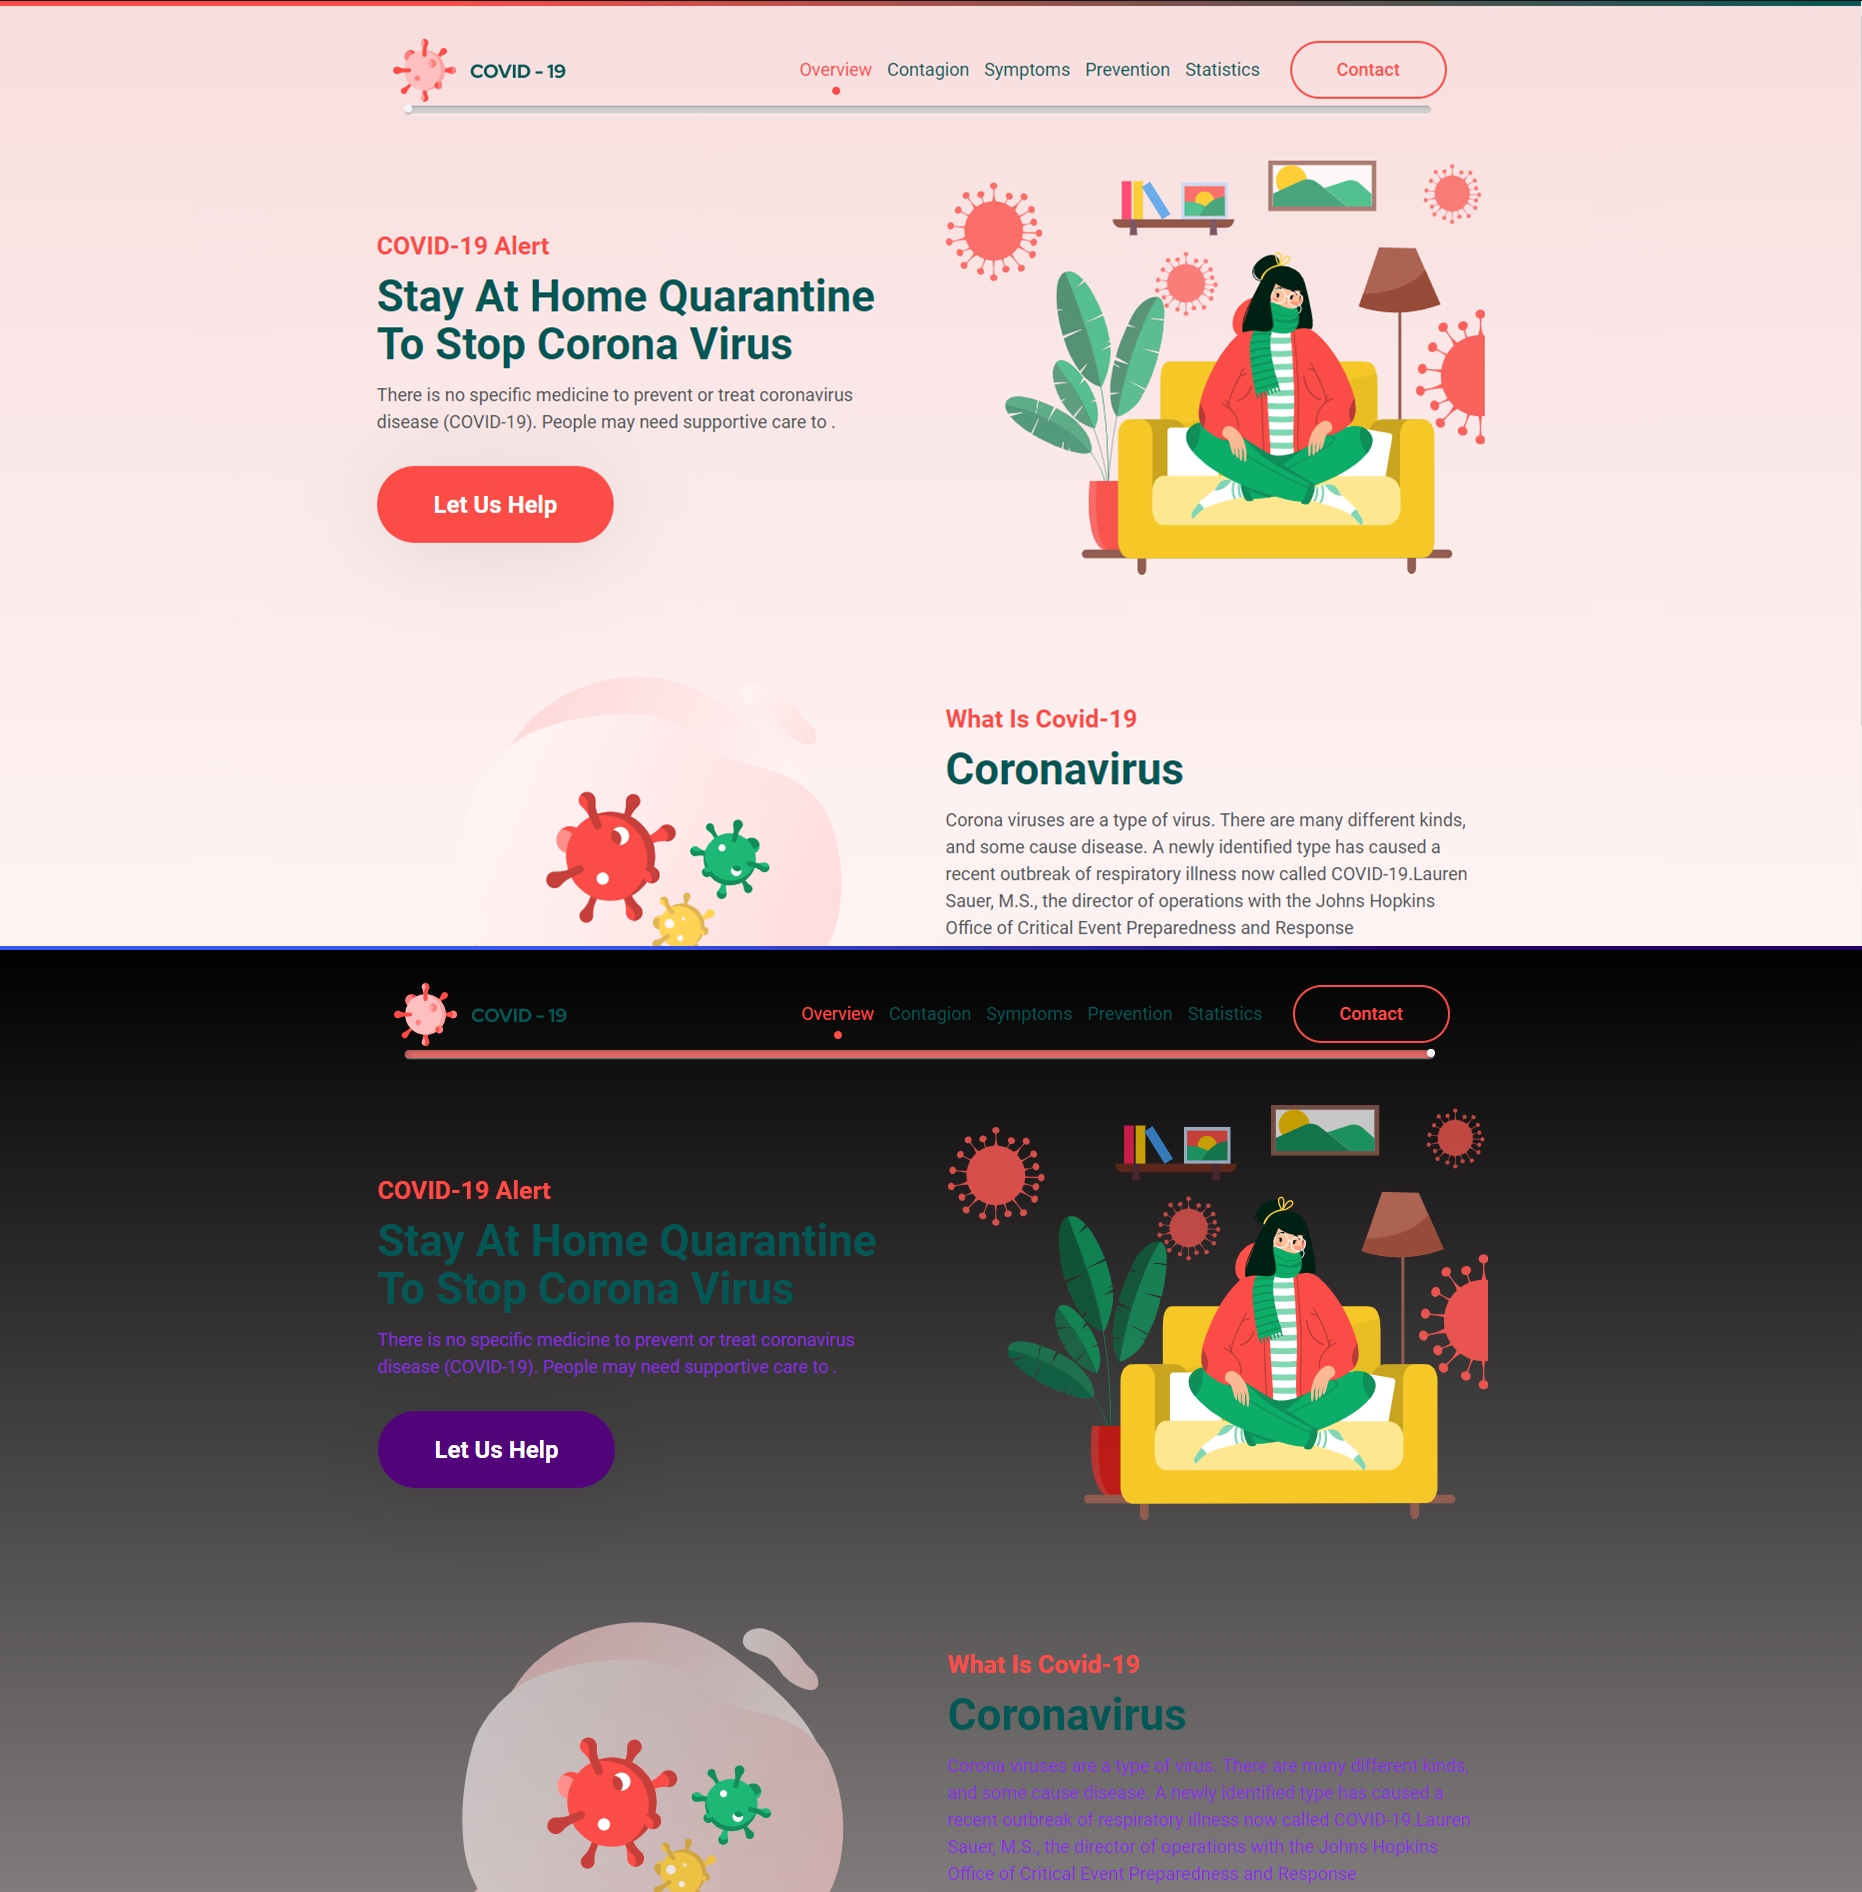 COVID - 19
Overview Contagion Symptoms Prevention Statistics Contact
COVID-19 Alert
Stay At Home Quarantine
To Stop Corona Virus
There is no specific medicine to prevent or treat coronavirus
disease (COVID-19). People may need supportive care to .
Let Us Help
What Is Covid-19
Coronavirus
Corona viruses are a type of virus. There are many different kinds,
and some cause disease. A newly identified type has caused a
recent outbreak of respiratory illness now called COVID-19.Lauren
Sauer, M.S., the director of operations with the Johns Hopkins
Office of Critical Event Preparedness and Response
COVID - 19
Overview Contagion Symptoms Prevention Statistics Contact
COVID-19 Alert
Stay At Home Quarantine
To Stop Corona Virus
There is no specific medicine to prevent or treat coronavirus
disease (COVID-19). People may need supportive care to .
Let Us Help
What Is Covid-19
Coronavirus
Corona viruses are a type of virus. There are many different kinds,
and some cause disease. A newly identified type has caused a
recent outbreak of respiratory illness now called COVID-19.Lauren
Sauer, M.S., the director of operations with the Johns Hopkins
Office of Critical Event Preparedness and Response